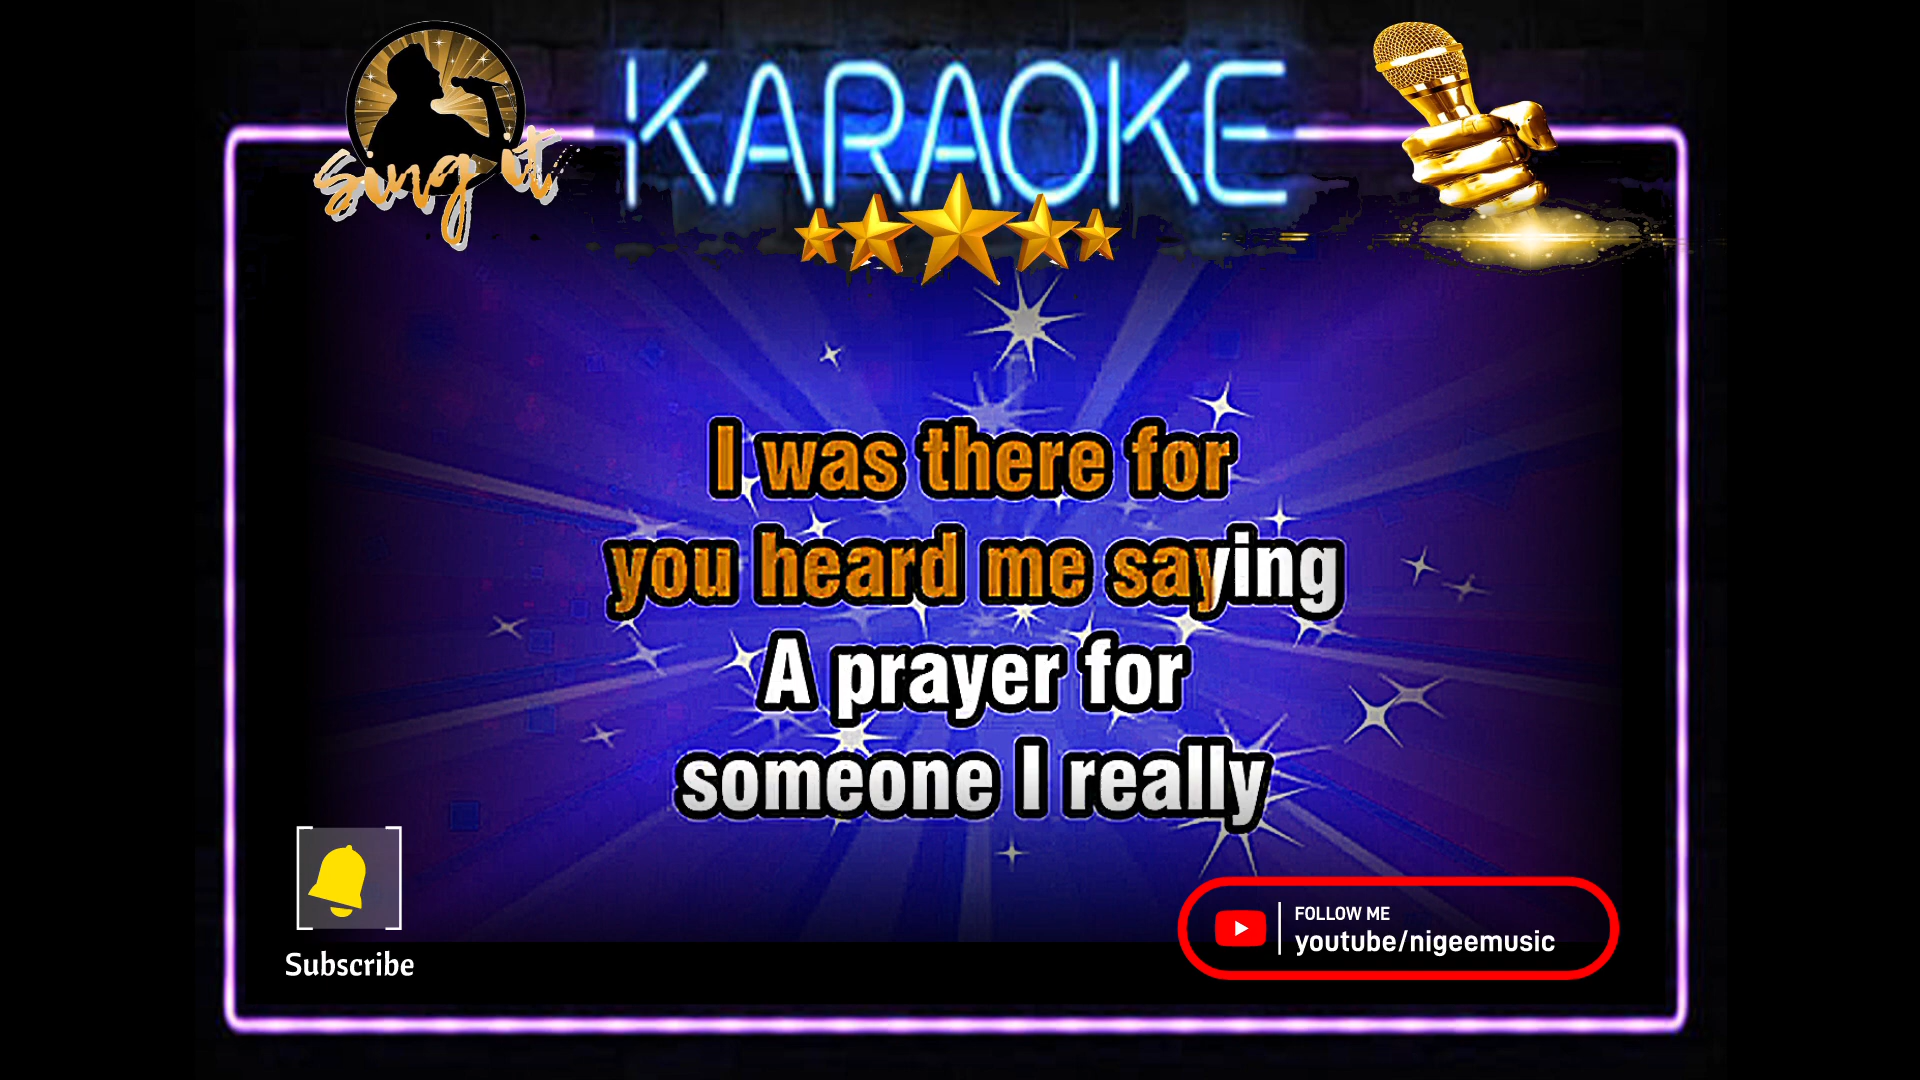 sing it
KARAOKE
I was there for
you heard me saying
A prayer for
someone I really
Subscribe
FOLLOW ME
youtube/nigeemusic